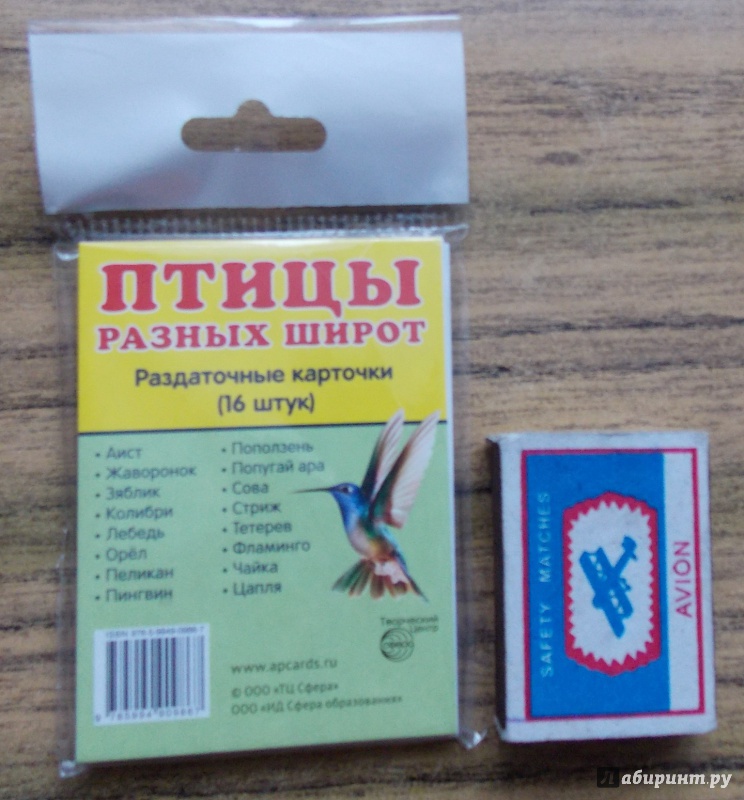 ПТИЦЫ
РАЗНЫХ ШИРОТ
Раздаточные карточки
(16 штук)
• Аист
• Жаворонок
• Зяблик
• Колибри
• Лебедь
• Орёл
• Пеликан
• Пингвин
• Поползень
• Попугай ара
• Сова
• Стриж
• Тетерев
• Фламинго
• Чайка
• Цапля
Творческий
Центр
СФЕРА
www.apcards.ru
© ООО «ТЦ Сфера»
ООО «ИД Сфера образования»
SAFETY MATCHES
AVION
Лабиринт.ру